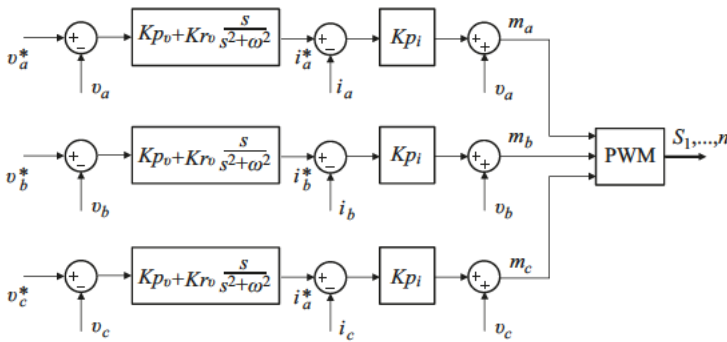 v*a Kpv+Krv s/s²+ω² i*a Kpi ma
va ia va
v*b Kpv+Krv s/s²+ω² i*b Kpi mb PWM S1,...,n
vb ib vb
v*c Kpv+Krv s/s²+ω² i*a Kpi mc
vc ic vc